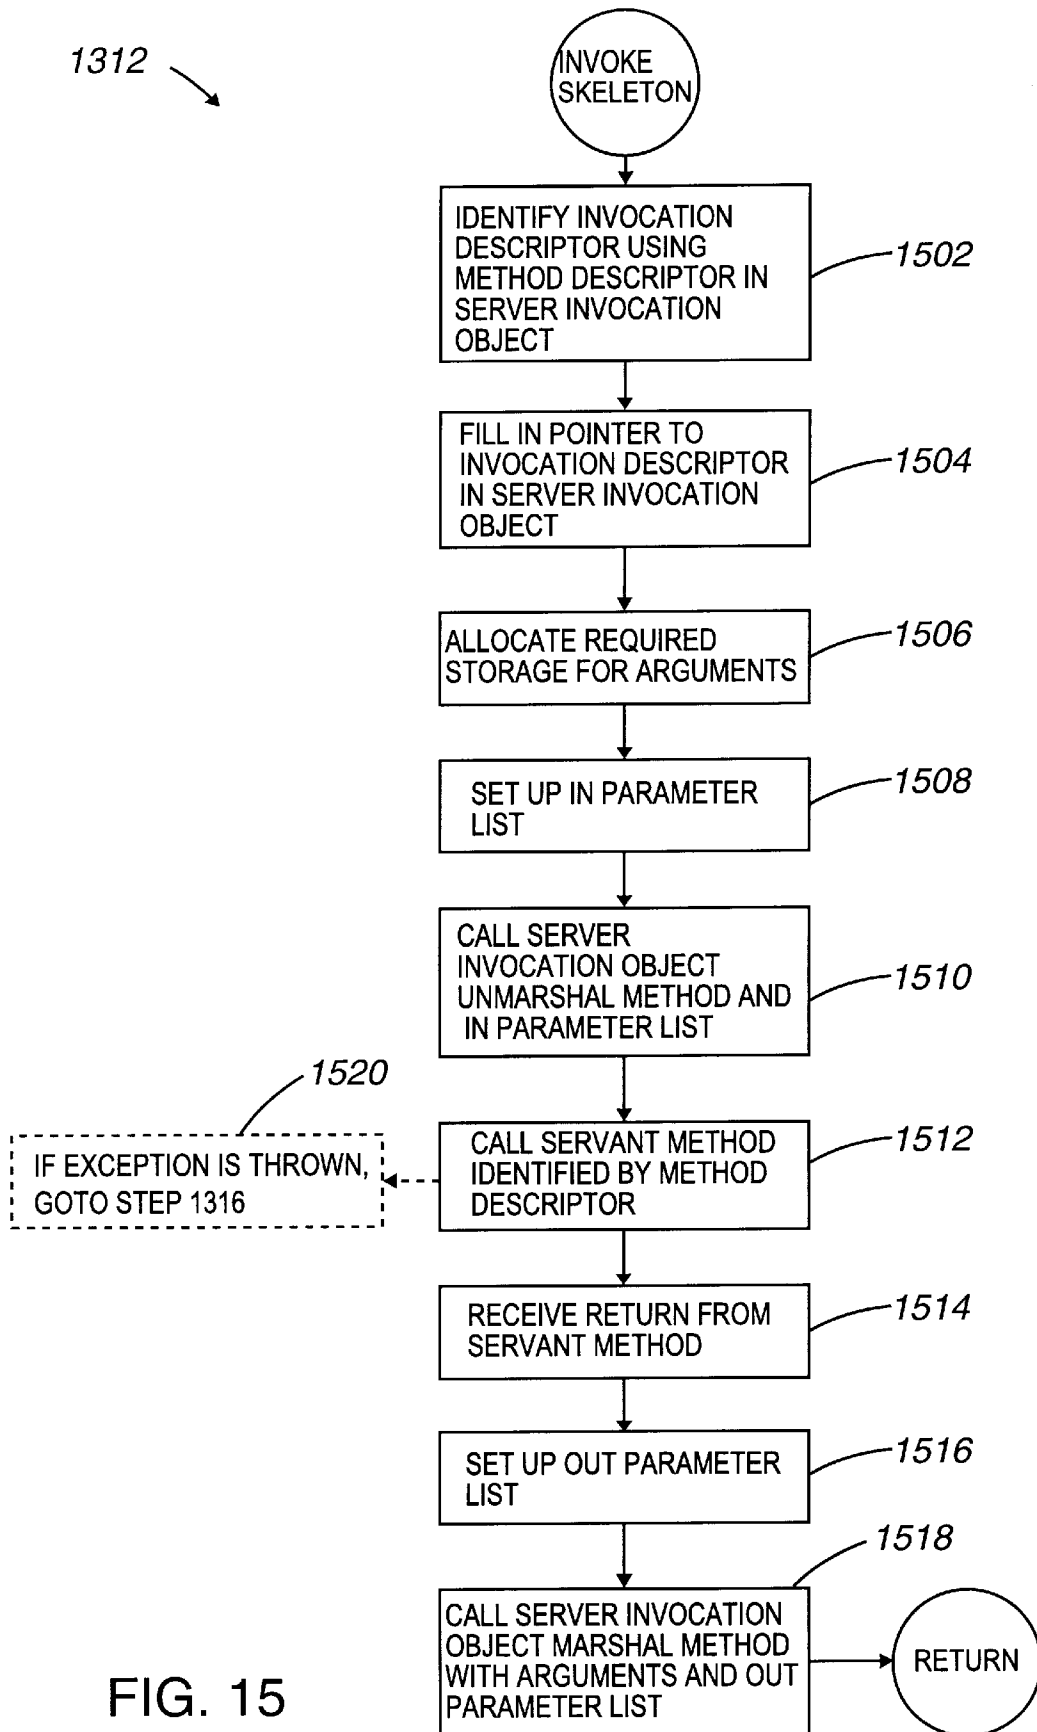 1312
INVOKE
SKELETON
IDENTIFY INVOCATION
DESCRIPTOR USING
METHOD DESCRIPTOR IN
SERVER INVOCATION
OBJECT
1502
FILL IN POINTER TO
INVOCATION DESCRIPTOR
IN SERVER INVOCATION
OBJECT
1504
ALLOCATE REQUIRED
STORAGE FOR ARGUMENTS
1506
SET UP IN PARAMETER
LIST
1508
CALL SERVER
INVOCATION OBJECT
UNMARSHAL METHOD AND
IN PARAMETER LIST
1510
1520
IF EXCEPTION IS THROWN,
GOTO STEP 1316
CALL SERVANT METHOD
IDENTIFIED BY METHOD
DESCRIPTOR
1512
RECEIVE RETURN FROM
SERVANT METHOD
1514
SET UP OUT PARAMETER
LIST
1516
1518
CALL SERVER INVOCATION
OBJECT MARSHAL METHOD
WITH ARGUMENTS AND OUT
PARAMETER LIST
RETURN
FIG. 15